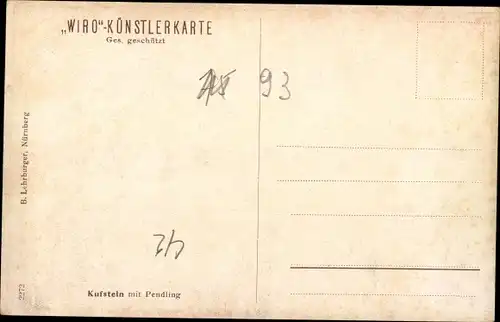 „WIRO“-KÜNSTLERKARTE
Ges. geschützt
93
B. Lehrburger, Nürnberg
2272
Kufstein mit Pendling